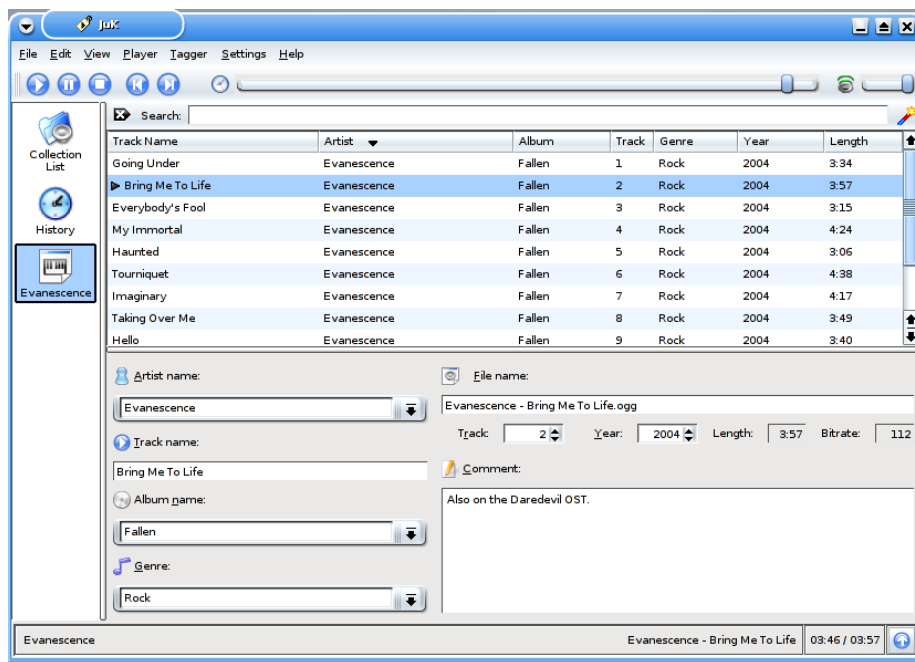 JuK
File Edit View Player Tagger Settings Help
Search:
Collection List
History
Evanescence
Track Name Artist Album Track Genre Year Length
Going Under Evanescence Fallen 1 Rock 2004 3:34
Bring Me To Life Evanescence Fallen 2 Rock 2004 3:57
Everybody's Fool Evanescence Fallen 3 Rock 2004 3:15
My Immortal Evanescence Fallen 4 Rock 2004 4:24
Haunted Evanescence Fallen 5 Rock 2004 3:06
Tourniquet Evanescence Fallen 6 Rock 2004 4:38
Imaginary Evanescence Fallen 7 Rock 2004 4:17
Taking Over Me Evanescence Fallen 8 Rock 2004 3:49
Hello Evanescence Fallen 9 Rock 2004 3:40
Artist name:
Evanescence
Track name:
Bring Me To Life
Album name:
Fallen
Genre:
Rock
File name:
Evanescence - Bring Me To Life.ogg
Track: 2 Year: 2004 Length: 3:57 Bitrate: 112
Comment:
Also on the Daredevil OST.
Evanescence Evanescence - Bring Me To Life 03:46 / 03:57